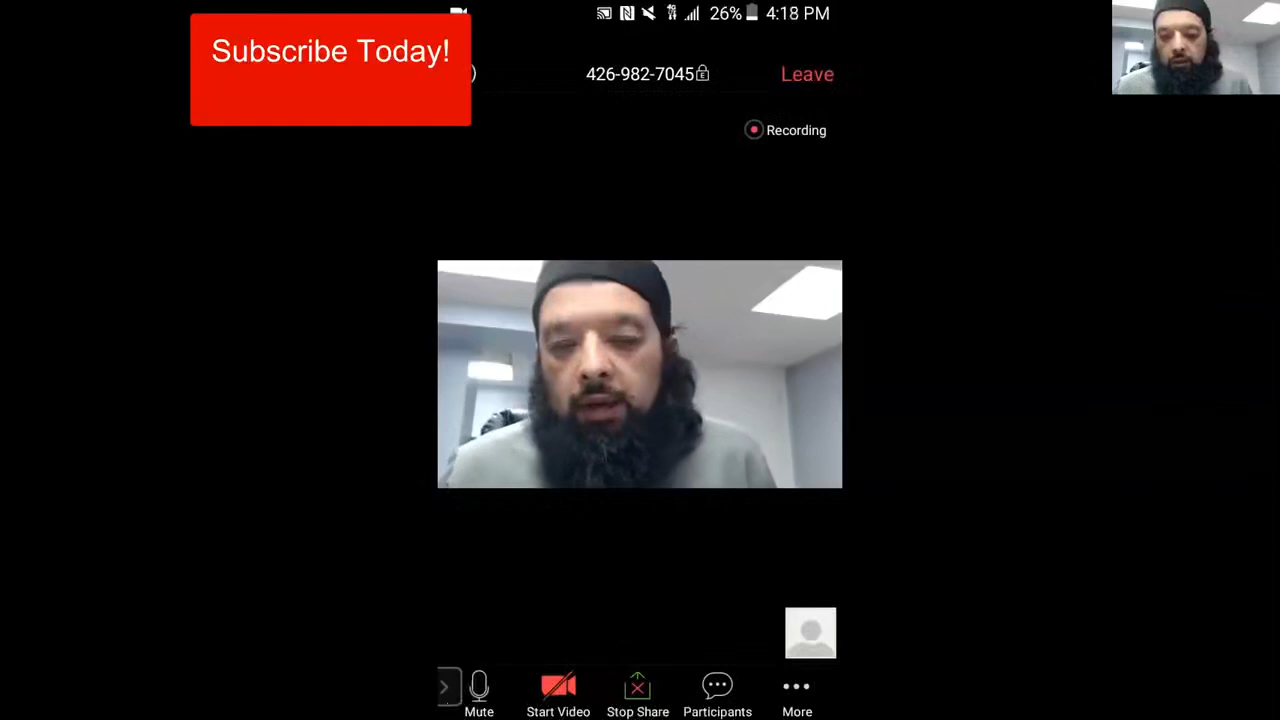 Subscribe Today!
26% 4:18 PM
426-982-7045 Leave
Recording
Mute Start Video Stop Share Participants More